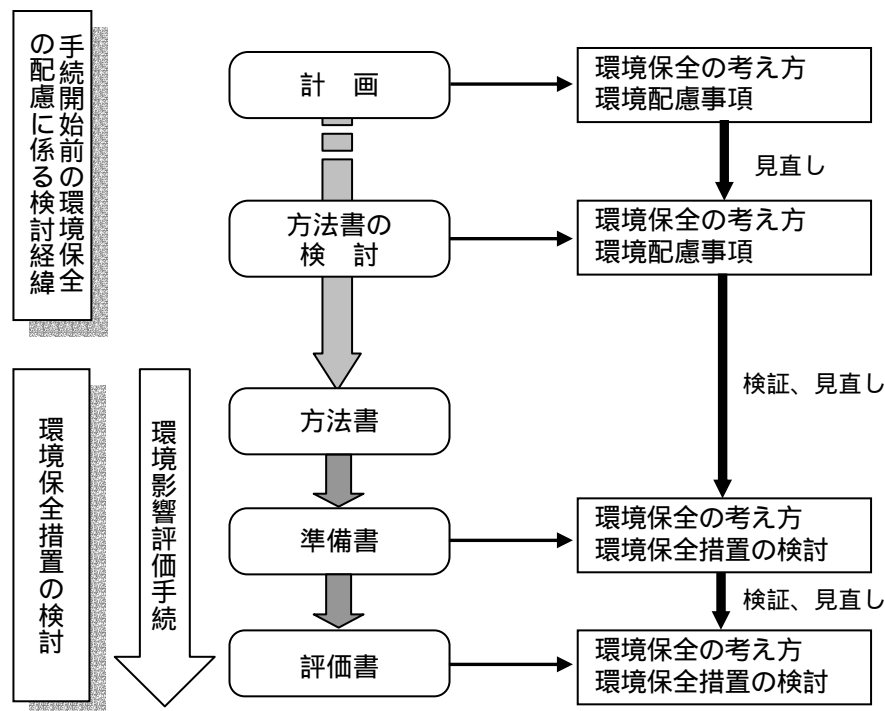 手続開始前の環境保全
の配慮に係る検討経緯
計　画
環境保全の考え方
環境配慮事項
見直し
方法書の
検　討
環境保全の考え方
環境配慮事項
検証、見直し
環境保全措置の検討
環境影響評価手続
方法書
準備書
環境保全の考え方
環境保全措置の検討
検証、見直し
評価書
環境保全の考え方
環境保全措置の検討